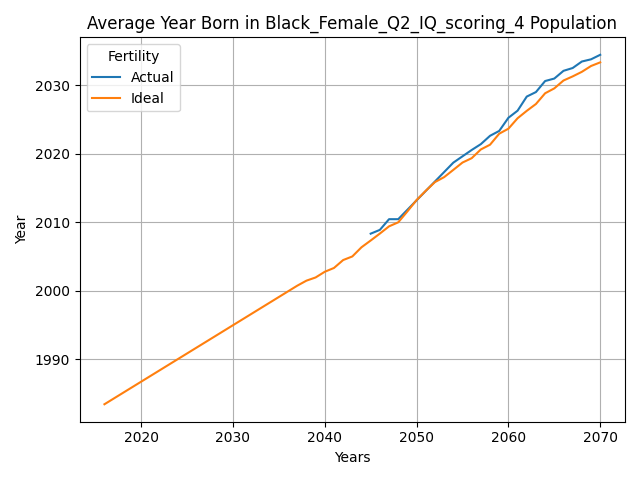 Average Year Born in Black_Female_Q2_IQ_scoring_4 Population
Fertility
Actual
Ideal
Year
2030
2020
2010
2000
1990
2020 2030 2040 2050 2060 2070
Years